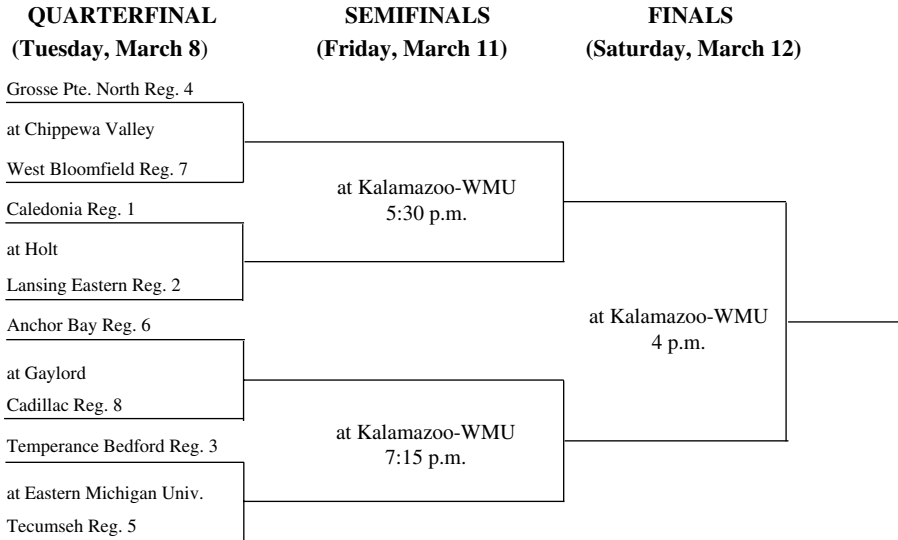 QUARTERFINAL SEMIFINALS FINALS
(Tuesday, March 8) (Friday, March 11) (Saturday, March 12)
Grosse Pte. North Reg. 4
at Chippewa Valley
West Bloomfield Reg. 7
at Kalamazoo-WMU
5:30 p.m.
Caledonia Reg. 1
at Holt
Lansing Eastern Reg. 2
at Kalamazoo-WMU
4 p.m.
Anchor Bay Reg. 6
at Gaylord
Cadillac Reg. 8
at Kalamazoo-WMU
7:15 p.m.
Temperance Bedford Reg. 3
at Eastern Michigan Univ.
Tecumseh Reg. 5